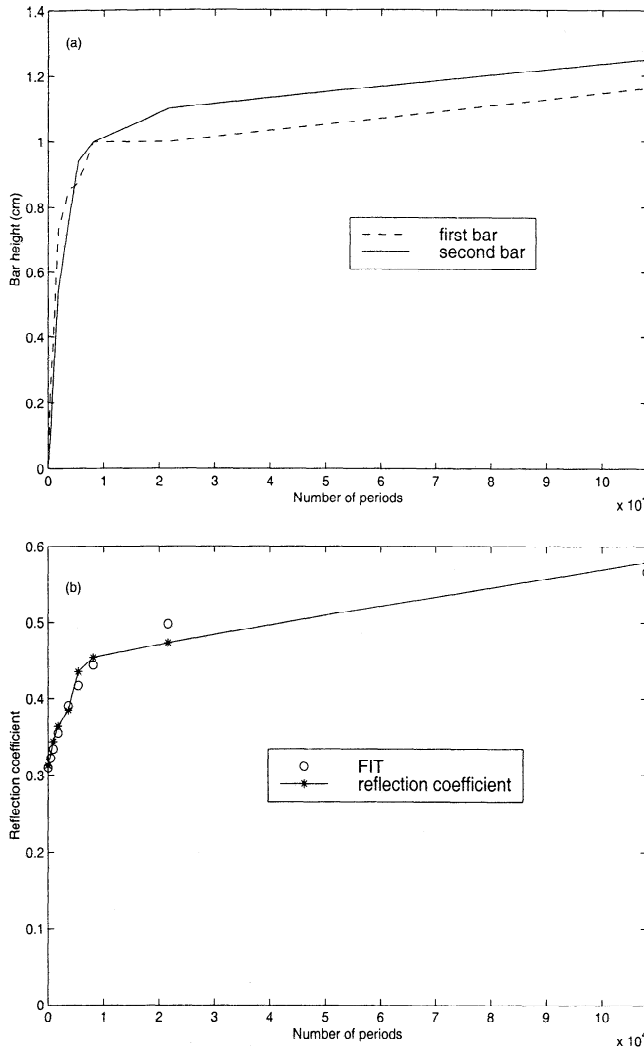 1.4
(a)
1.2
1
0.8
0.6
0.4
0.2
0
Bar height (cm)
first bar
second bar
0 1 2 3 4 5 6 7 8 9 10
Number of periods
x 10
0.6
(b)
0.5
0.4
0.3
0.2
0.1
0
Reflection coefficient
FIT
reflection coefficient
0 1 2 3 4 5 6 7 8 9 10
Number of periods
x 10⁴